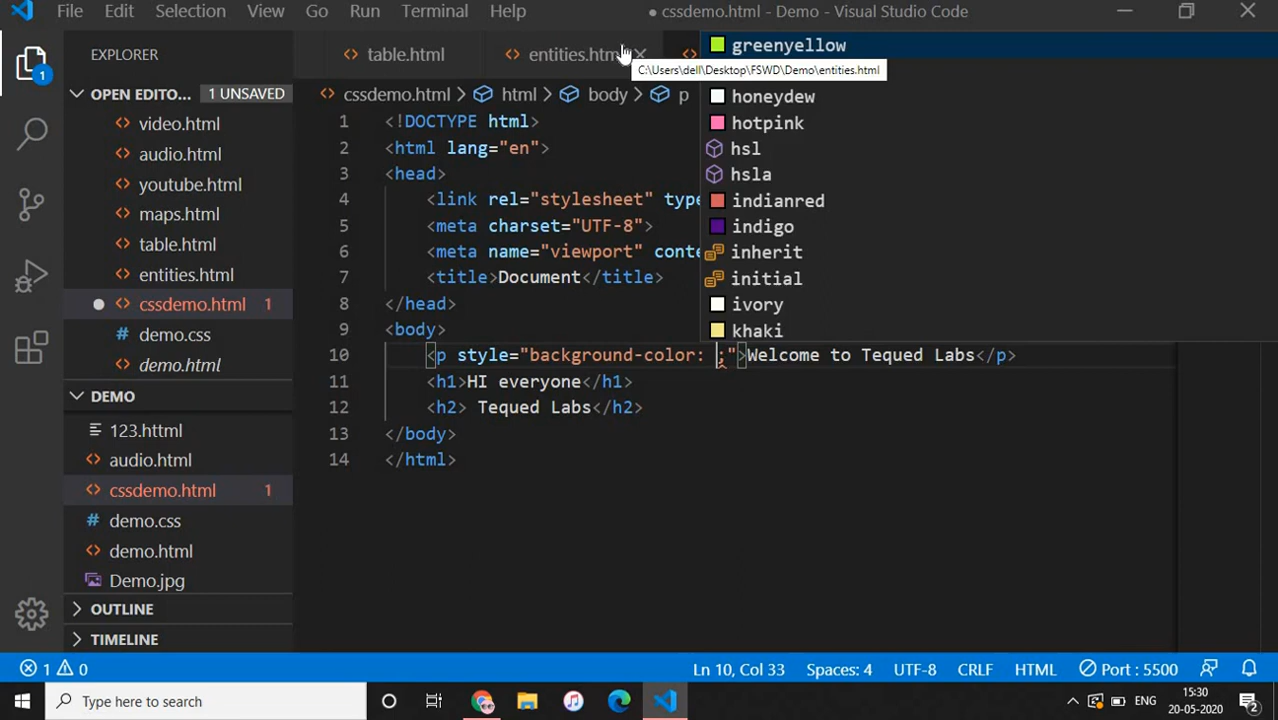 File Edit Selection View Go Run Terminal Help ● cssdemo.html - Demo - Visual Studio Code
EXPLORER
1
OPEN EDITO... 1 UNSAVED
video.html
audio.html
youtube.html
maps.html
table.html
entities.html
cssdemo.html 1
demo.css
demo.html
DEMO
123.httml
audio.html
cssdemo.html 1
demo.css
demo.html
Demo.jpg
OUTLINE
TIMELINE
table.html entities.htm
C:\Users\dell\Desktop\FSWD\Demo\entities.html
cssdemo.html > html > body > p
1 <!DOCTYPE html>
2 <html lang="en">
3 <head>
4 <link rel="stylesheet" type
5 <meta charset="UTF-8">
6 <meta name="viewport" conte
7 <title>Document</title>
8 </head>
9 <body>
10 <p style="background-color: ;">Welcome to Tequed Labs</p>
11 <h1>HI everyone</h1>
12 <h2> Tequed Labs</h2>
13 </body>
14 </html>
greenyellow
honeydew
hotpink
hsl
hsla
indianred
indigo
inherit
initial
ivory
khaki
1 0 Ln 10, Col 33 Spaces: 4 UTF-8 CRLF HTML Port : 5500
Type here to search
ENG
15:30
20-05-2020
2